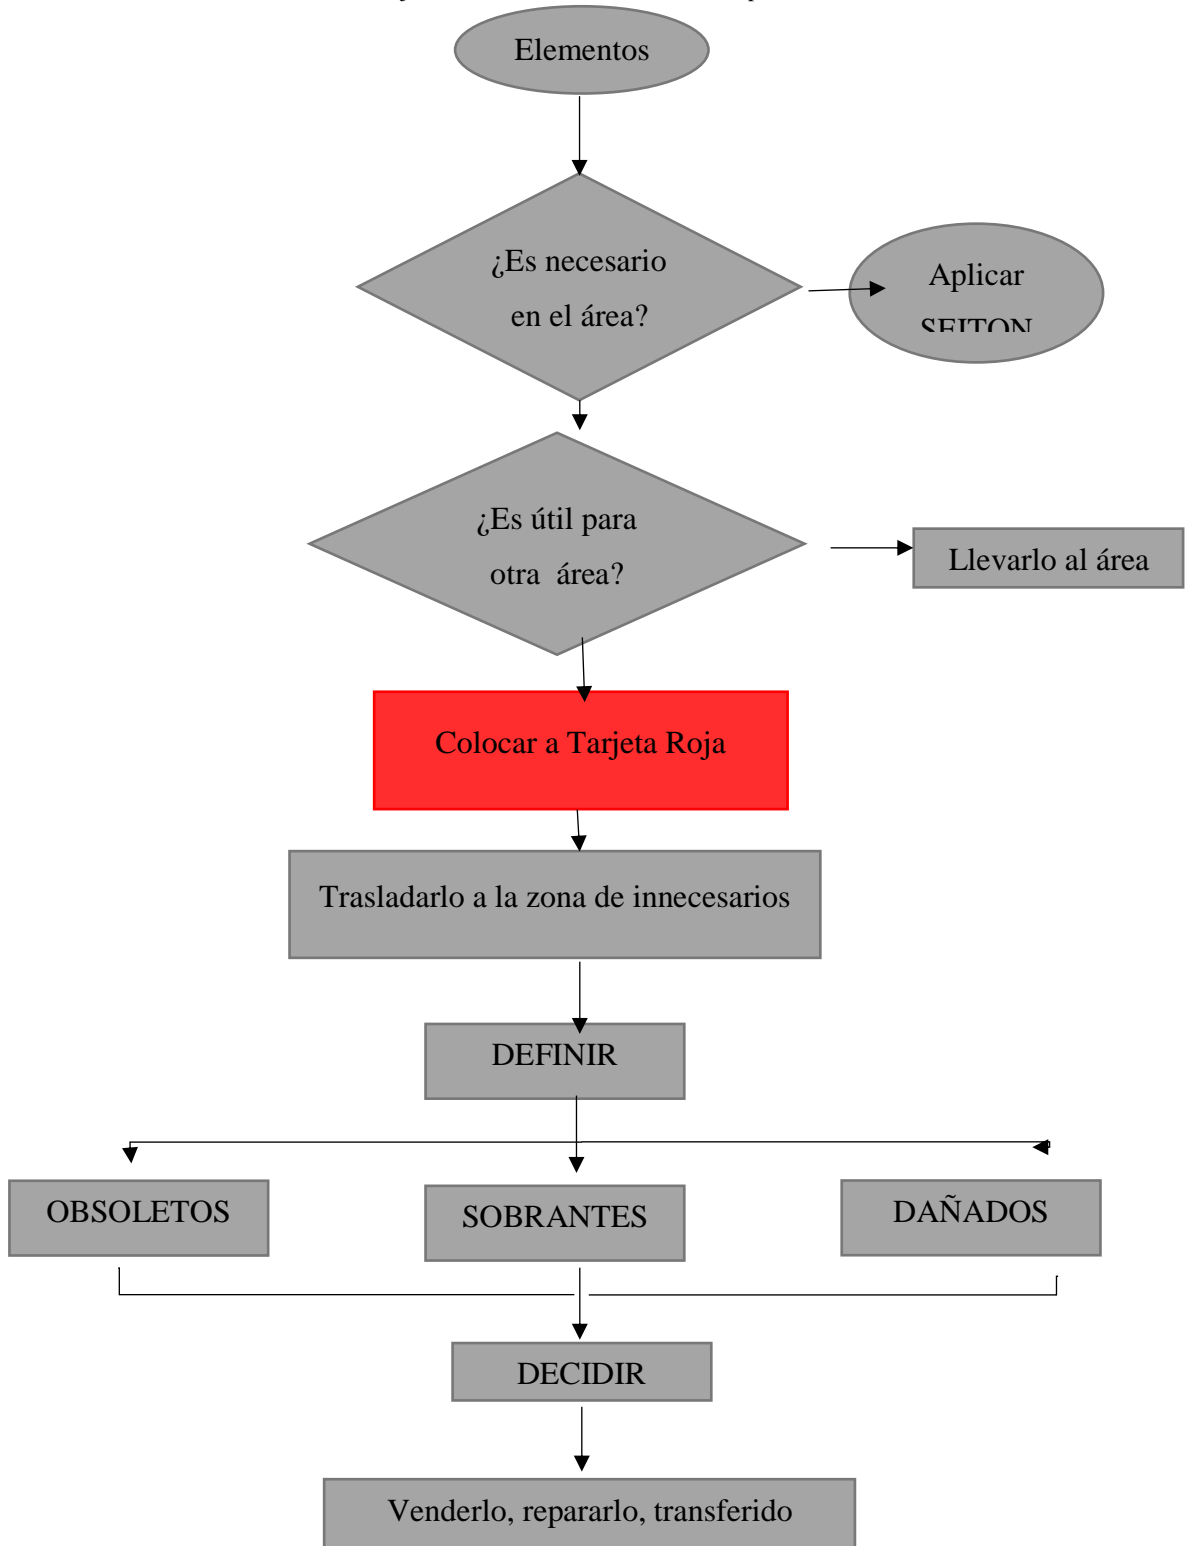 Elementos
¿Es necesario
en el área?
Aplicar
SEITON
¿Es útil para
otra área?
Llevarlo al área
Colocar a Tarjeta Roja
Trasladarlo a la zona de innecesarios
DEFINIR
OBSOLETOS
SOBRANTES
DAÑADOS
DECIDIR
Venderlo, repararlo, transferido